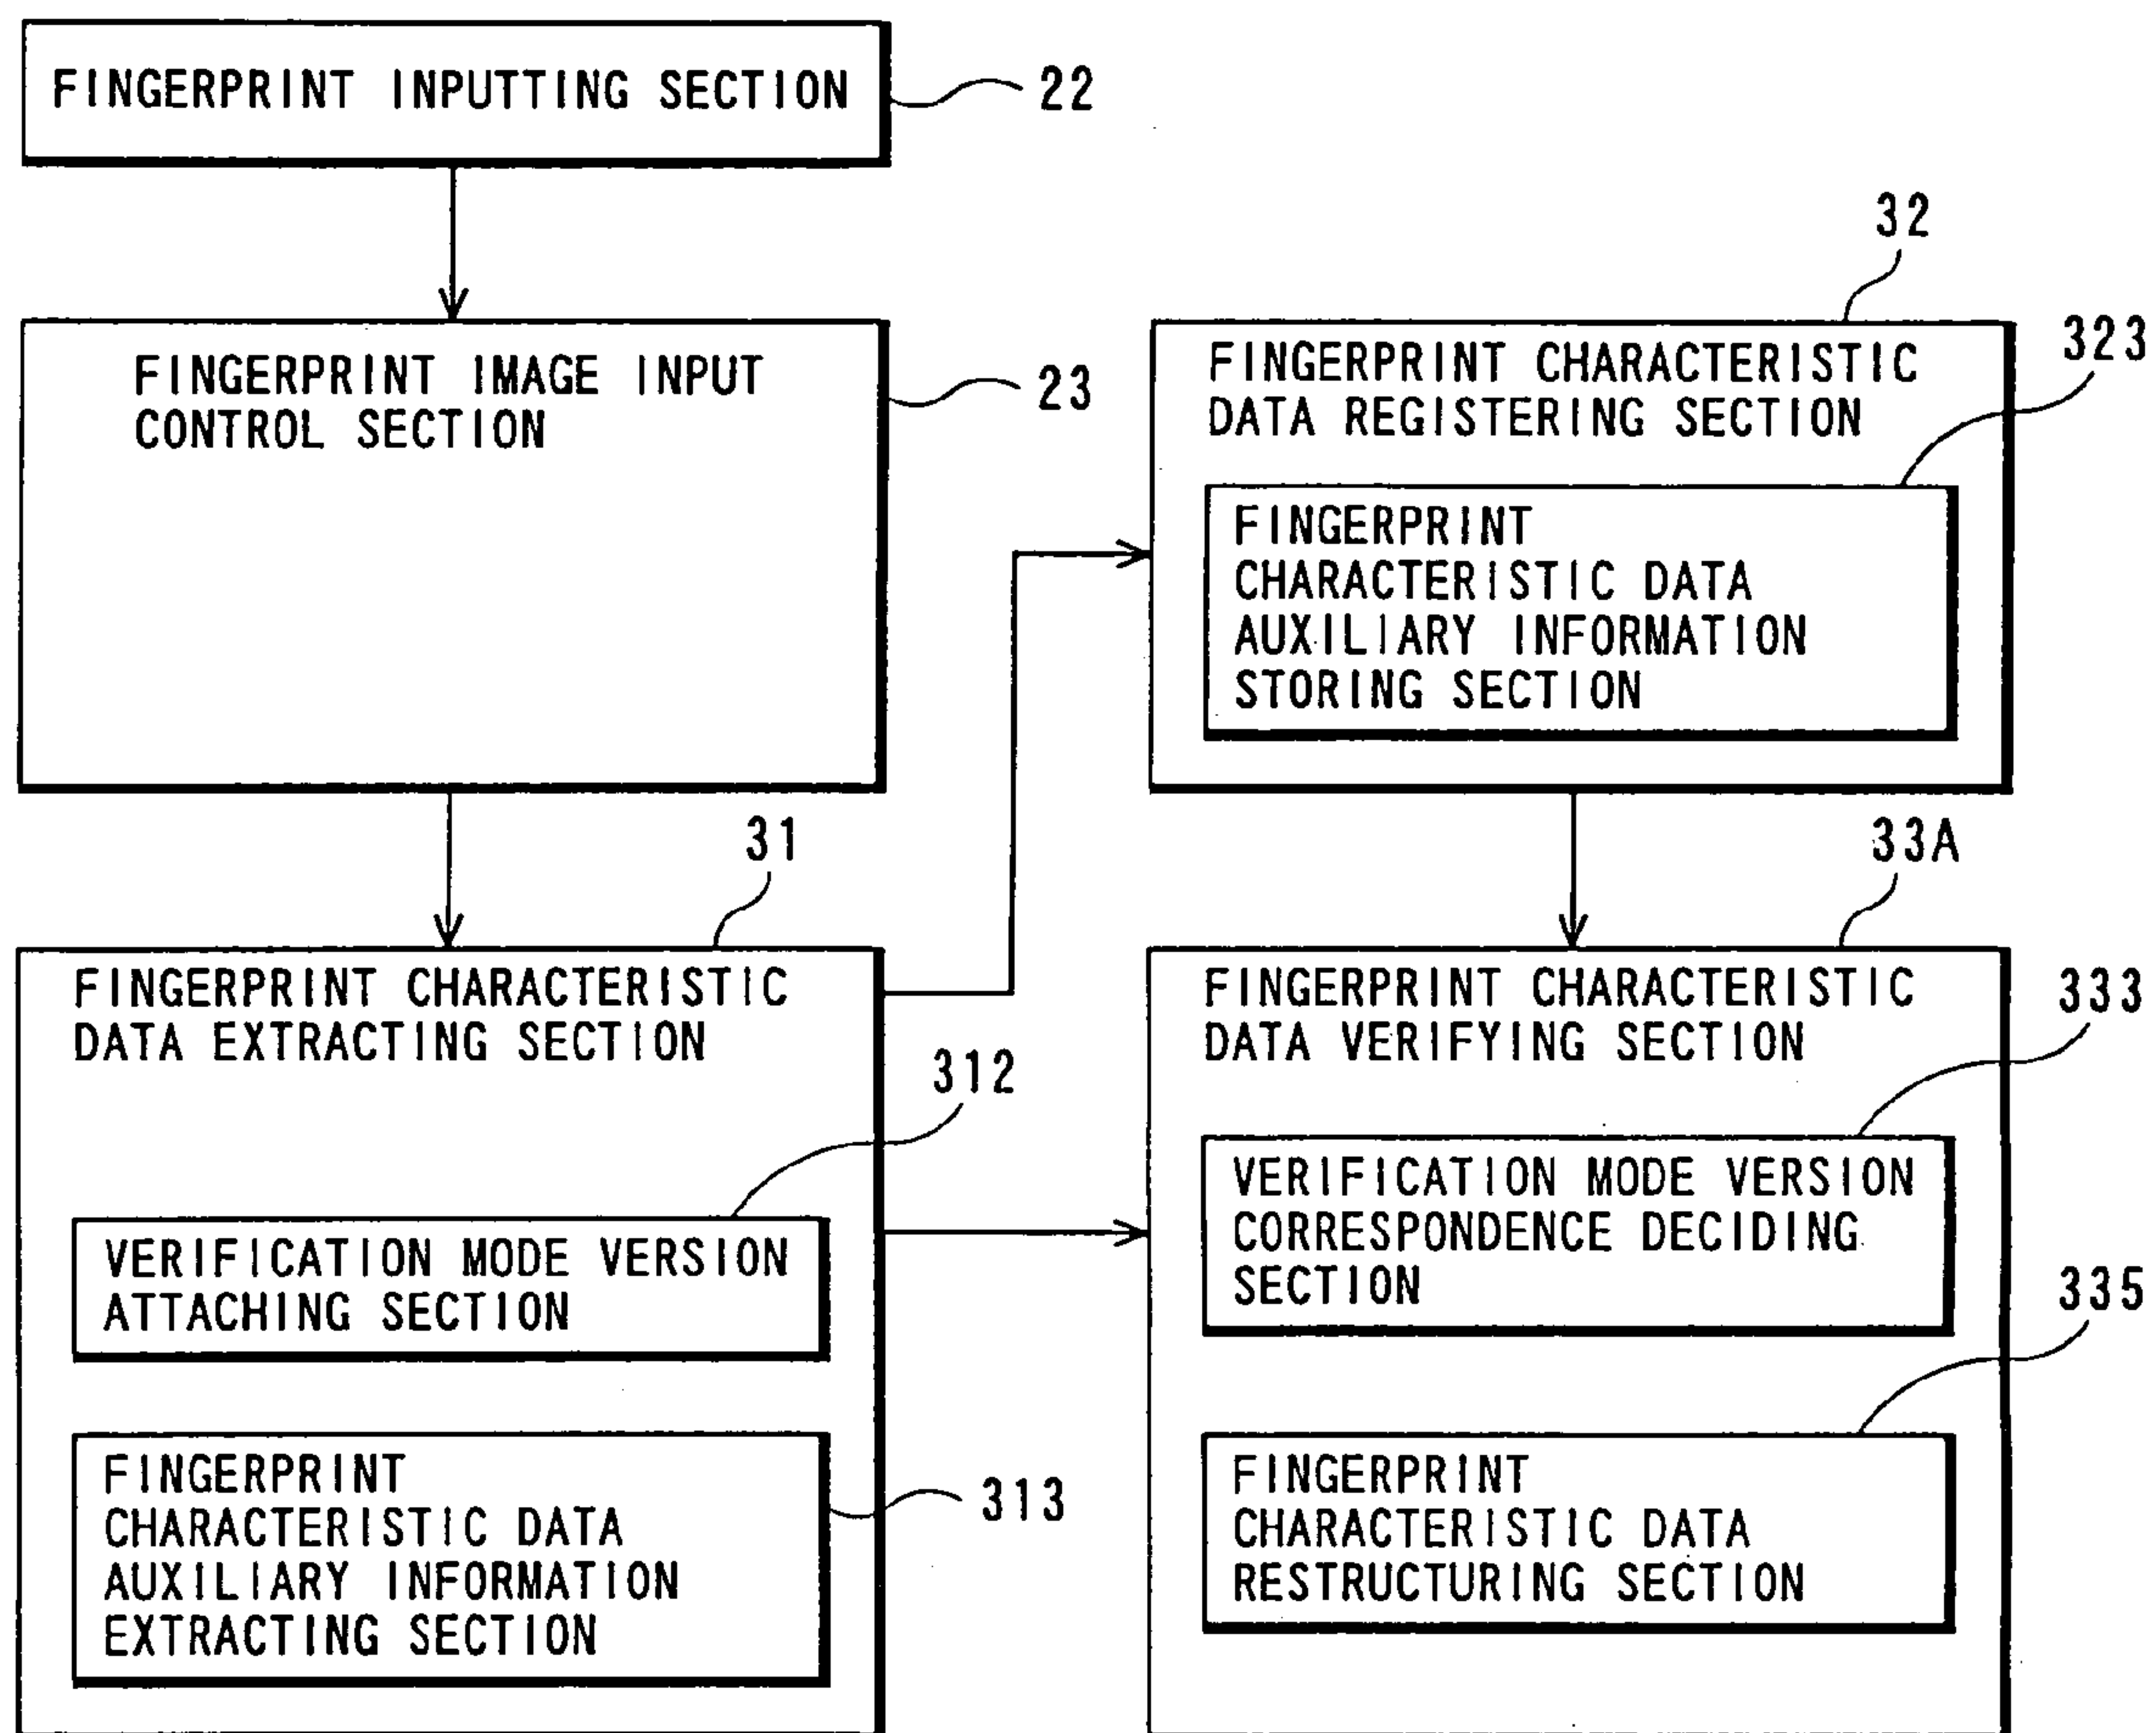 FINGERPRINT INPUTTING SECTION
22
FINGERPRINT IMAGE INPUT
CONTROL SECTION
23
32
FINGERPRINT CHARACTERISTIC
DATA REGISTERING SECTION
323
FINGERPRINT
CHARACTERISTIC DATA
AUXILIARY INFORMATION
STORING SECTION
31
FINGERPRINT CHARACTERISTIC
DATA EXTRACTING SECTION
312
VERIFICATION MODE VERSION
ATTACHING SECTION
FINGERPRINT
CHARACTERISTIC DATA
AUXILIARY INFORMATION
EXTRACTING SECTION
313
33A
FINGERPRINT CHARACTERISTIC
DATA VERIFYING SECTION
333
VERIFICATION MODE VERSION
CORRESPONDENCE DECIDING
SECTION
335
FINGERPRINT
CHARACTERISTIC DATA
RESTRUCTURING SECTION